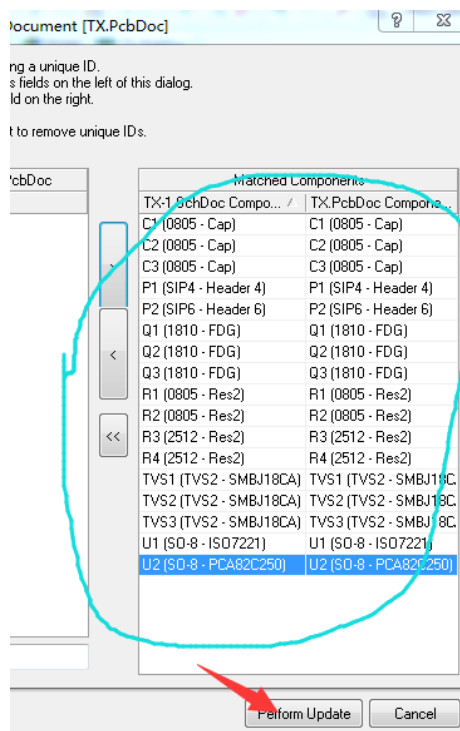 Document [TX.PcbDoc]
ng a unique ID.
s fields on the left of this dialog.
ld on the right.
t to remove unique IDs.
PcbDoc
Matched Components
TX-1.SchDoc Compo... TX.PcbDoc Compone...
C1 (0805 - Cap) C1 (0805 - Cap)
C2 (0805 - Cap) C2 (0805 - Cap)
C3 (0805 - Cap) C3 (0805 - Cap)
P1 (SIP4 - Header 4) P1 (SIP4 - Header 4)
P2 (SIP6 - Header 6) P2 (SIP6 - Header 6)
Q1 (1810 - FDG) Q1 (1810 - FDG)
Q2 (1810 - FDG) Q2 (1810 - FDG)
Q3 (1810 - FDG) Q3 (1810 - FDG)
R1 (0805 - Res2) R1 (0805 - Res2)
R2 (0805 - Res2) R2 (0805 - Res2)
R3 (2512 - Res2) R3 (2512 - Res2)
R4 (2512 - Res2) R4 (2512 - Res2)
TVS1 (TVS2 - SMBJ18CA) TVS1 (TVS2 - SMBJ18C
TVS2 (TVS2 - SMBJ18CA) TVS2 (TVS2 - SMBJ18C
TVS3 (TVS2 - SMBJ18CA) TVS3 (TVS2 - SMBJ18C
U1 (SO-8 - ISO7221) U1 (SO-8 - ISO7221)
U2 (SO-8 - PCA82C250) U2 (SO-8 - PCA82C250)
>
<
<<
Perform Update Cancel